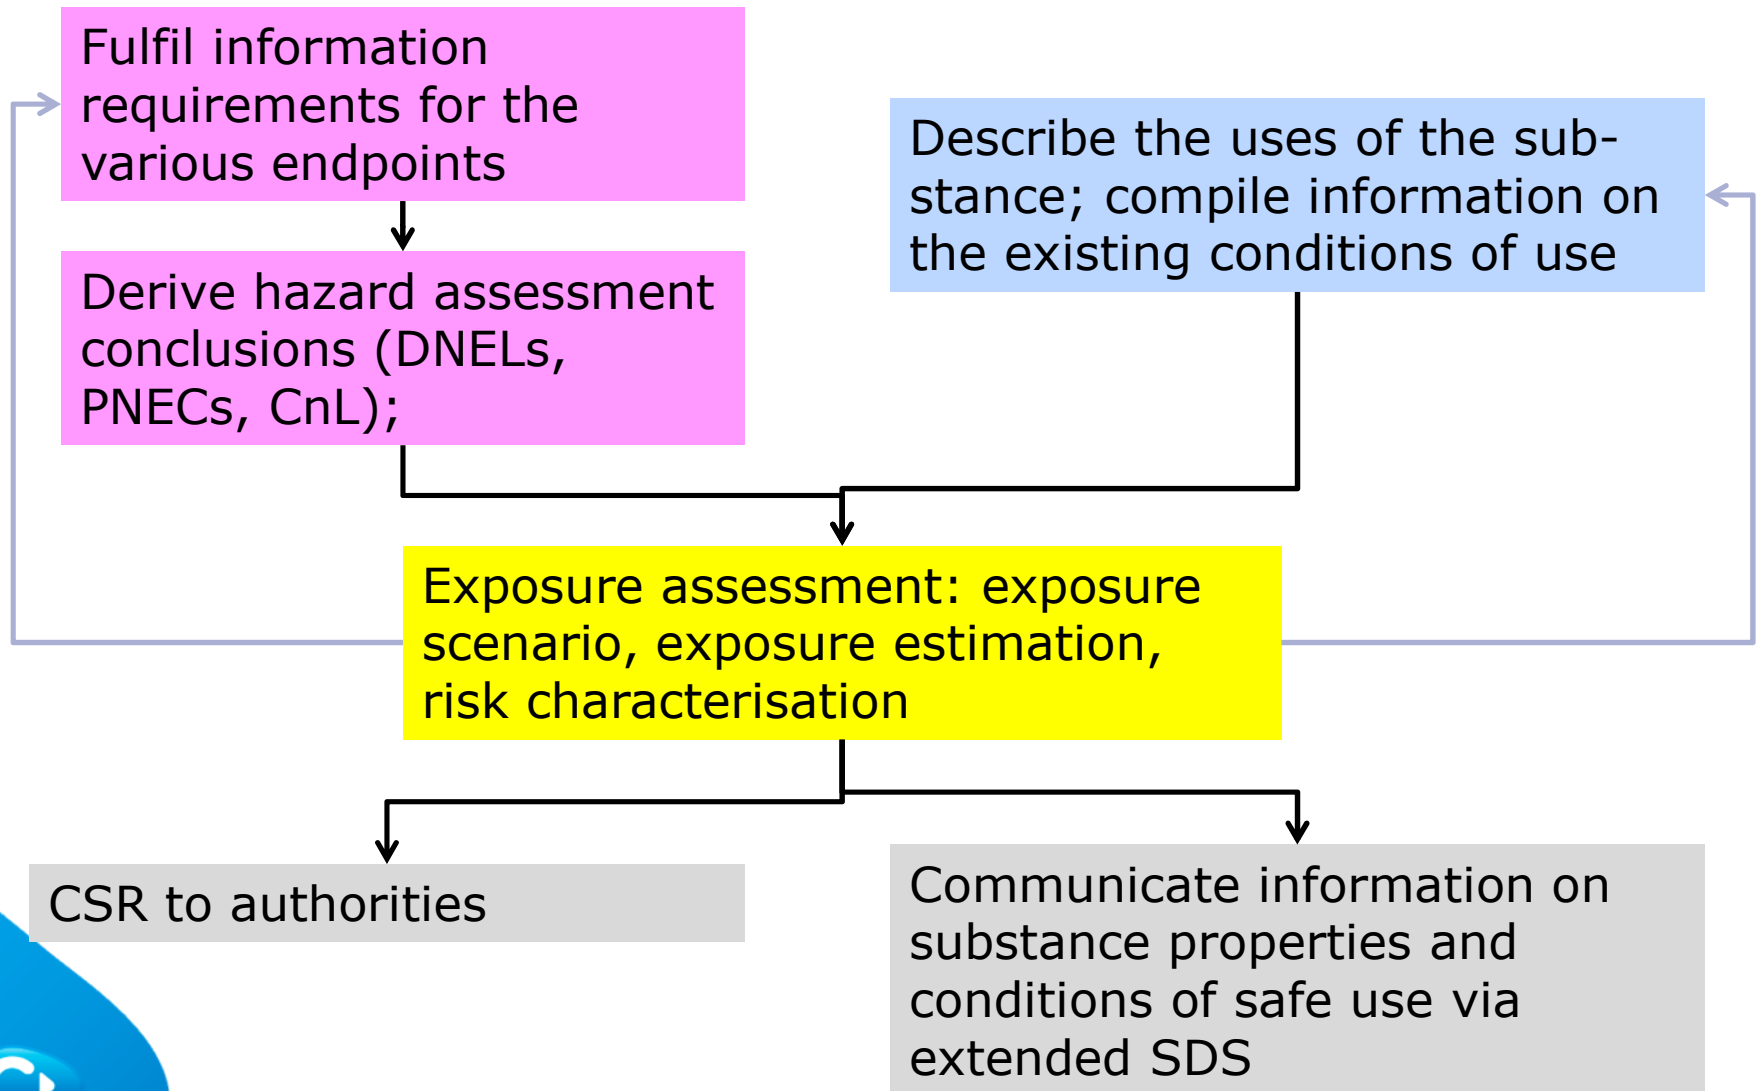 Fulfil information
requirements for the
various endpoints
Describe the uses of the sub-
stance; compile information on
the existing conditions of use
Derive hazard assessment
conclusions (DNELs,
PNECs, CnL);
Exposure assessment: exposure
scenario, exposure estimation,
risk characterisation
CSR to authorities
Communicate information on
substance properties and
conditions of safe use via
extended SDS